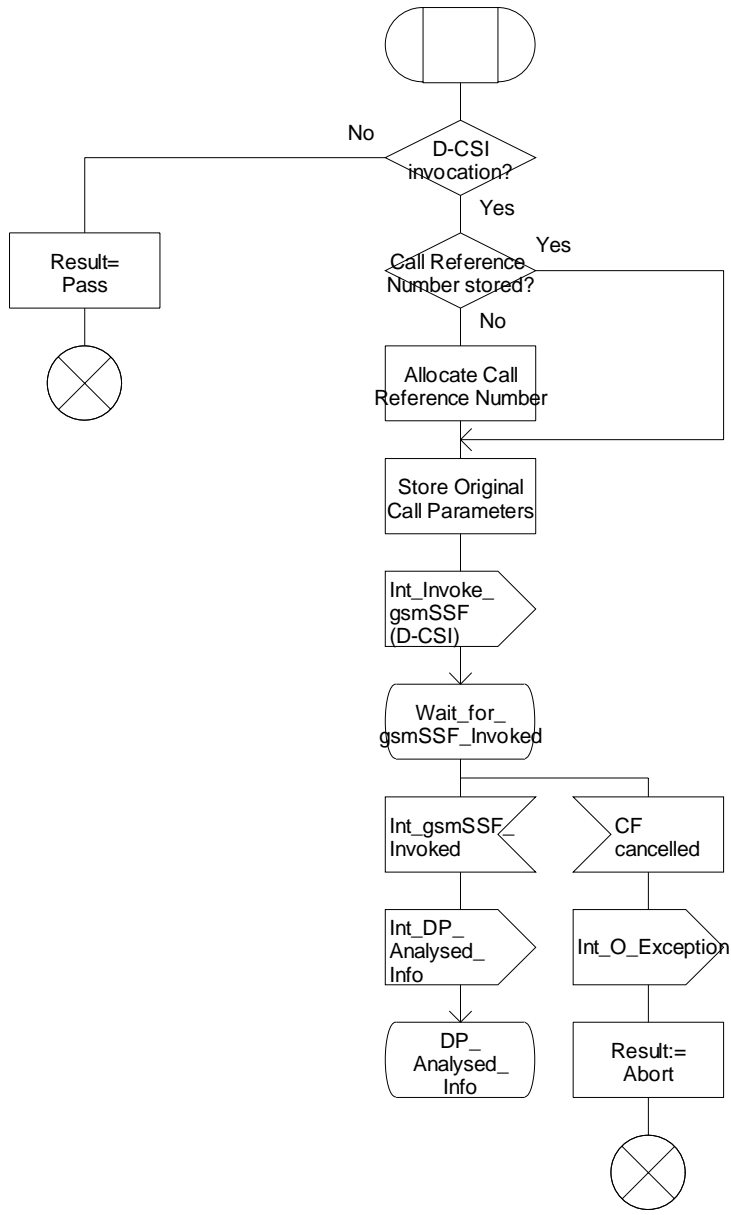 No
D-CSI
invocation?
Yes
Result=
Pass
Call Reference
Number stored?
Yes
No
Allocate Call
Reference Number
Store Original
Call Parameters
Int_Invoke_
gsmSSF
(D-CSI)
Wait_for_
gsmSSF_Invoked
Int_gsmSSF_
Invoked
CF
cancelled
Int_DP_
Analysed_
Info
Int_O_Exception
DP_
Analysed_
Info
Result:=
Abort